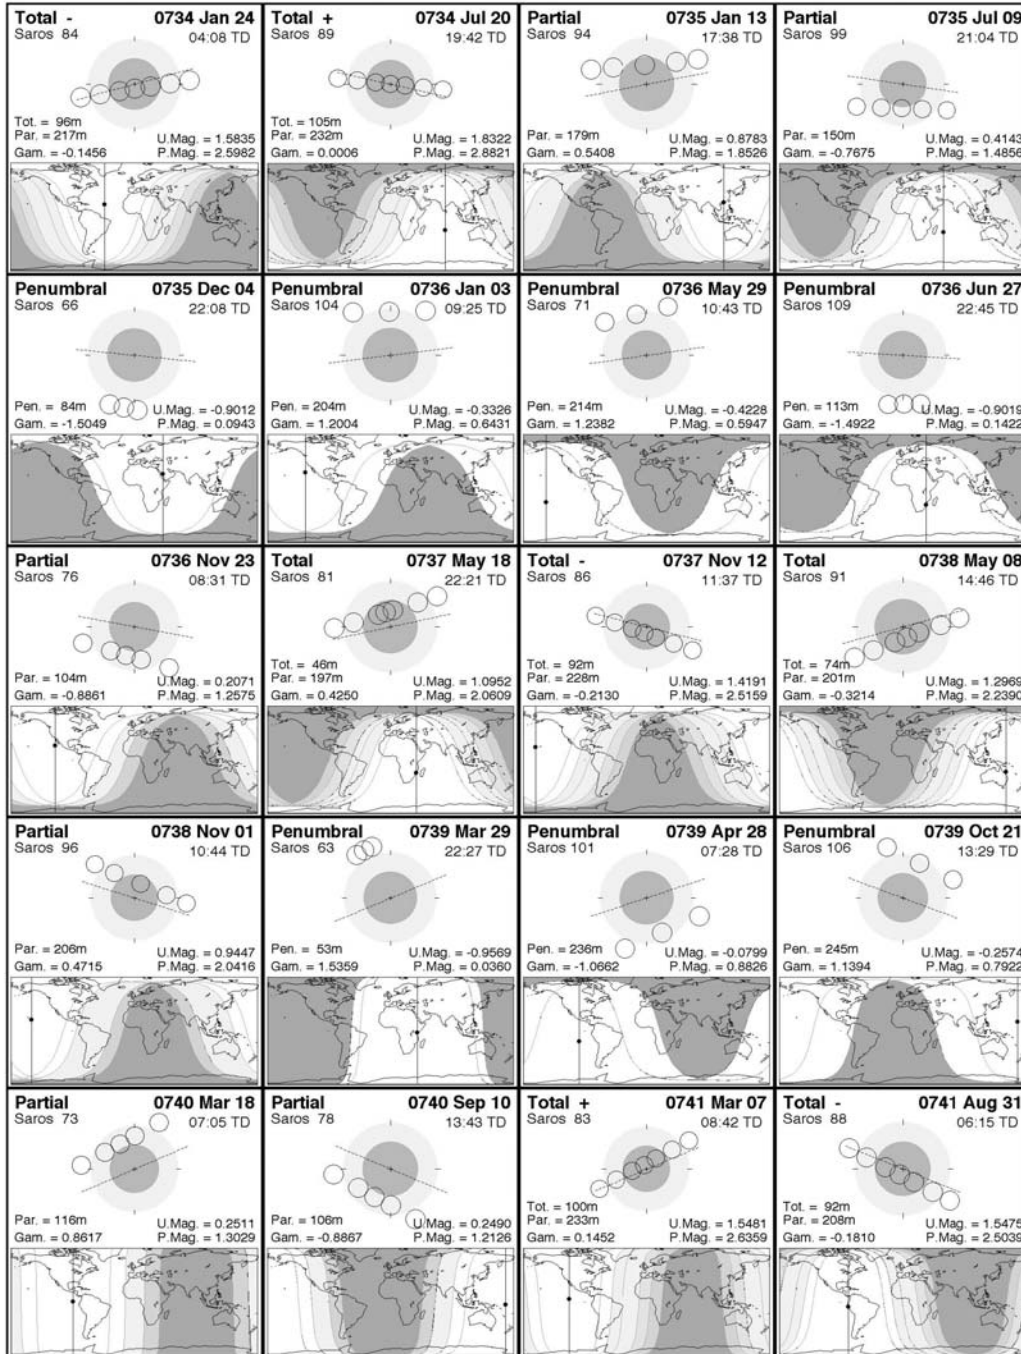 Total - 0734 Jan 24
Saros 84 04:08 TD
Tot. = 96m
Par. = 217m U.Mag. = 1.5835
Gam. = -0.1456 P.Mag. = 2.5982
Total + 0734 Jul 20
Saros 89 19:42 TD
Tot. = 105m
Par. = 232m U.Mag. = 1.8322
Gam. = 0.0006 P.Mag. = 2.8821
Partial 0735 Jan 13
Saros 94 17:38 TD
Par. = 179m U.Mag. = 0.8783
Gam. = 0.5408 P.Mag. = 1.8526
Partial 0735 Jul 09
Saros 99 21:04 TD
Par. = 150m U.Mag. = 0.4143
Gam. = -0.7675 P.Mag. = 1.4856
Penumbral 0735 Dec 04
Saros 66 22:08 TD
Pen. = 84m U.Mag. = -0.9012
Gam. = -1.5049 P.Mag. = 0.0943
Penumbral 0736 Jan 03
Saros 104 09:25 TD
Pen. = 204m U.Mag. = -0.3326
Gam. = 1.2004 P.Mag. = 0.6431
Penumbral 0736 May 29
Saros 71 10:43 TD
Pen. = 214m U.Mag. = -0.4228
Gam. = 1.2382 P.Mag. = 0.5947
Penumbral 0736 Jun 27
Saros 109 22:45 TD
Pen. = 113m U.Mag. = -0.9019
Gam. = -1.4922 P.Mag. = 0.1422
Partial 0736 Nov 23
Saros 76 08:31 TD
Par. = 104m U.Mag. = 0.2071
Gam. = -0.8861 P.Mag. = 1.2575
Total 0737 May 18
Saros 81 22:21 TD
Tot. = 46m
Par. = 197m U.Mag. = 1.0952
Gam. = 0.4250 P.Mag. = 2.0609
Total - 0737 Nov 12
Saros 86 11:37 TD
Tot. = 92m
Par. = 228m U.Mag. = 1.4191
Gam. = -0.2130 P.Mag. = 2.5159
Total 0738 May 08
Saros 91 14:46 TD
Tot. = 74m
Par. = 201m U.Mag. = 1.2969
Gam. = -0.3214 P.Mag. = 2.2390
Partial 0738 Nov 01
Saros 96 10:44 TD
Par. = 206m U.Mag. = 0.9447
Gam. = 0.4715 P.Mag. = 2.0416
Penumbral 0739 Mar 29
Saros 63 22:27 TD
Pen. = 53m U.Mag. = -0.9569
Gam. = 1.5359 P.Mag. = 0.0360
Penumbral 0739 Apr 28
Saros 101 07:28 TD
Pen. = 236m U.Mag. = -0.0799
Gam. = -1.0662 P.Mag. = 0.8826
Penumbral 0739 Oct 21
Saros 106 13:29 TD
Pen. = 245m U.Mag. = -0.2574
Gam. = 1.1394 P.Mag. = 0.7922
Partial 0740 Mar 18
Saros 73 07:05 TD
Par. = 116m U.Mag. = 0.2511
Gam. = 0.8617 P.Mag. = 1.3029
Partial 0740 Sep 10
Saros 78 13:43 TD
Par. = 106m U.Mag. = 0.2490
Gam. = -0.8867 P.Mag. = 1.2126
Total + 0741 Mar 07
Saros 83 08:42 TD
Tot. = 100m
Par. = 233m U.Mag. = 1.5481
Gam. = 0.1452 P.Mag. = 2.6359
Total - 0741 Aug 31
Saros 88 06:15 TD
Tot. = 92m
Par. = 208m U.Mag. = 1.5475
Gam. = -0.1810 P.Mag. = 2.5039